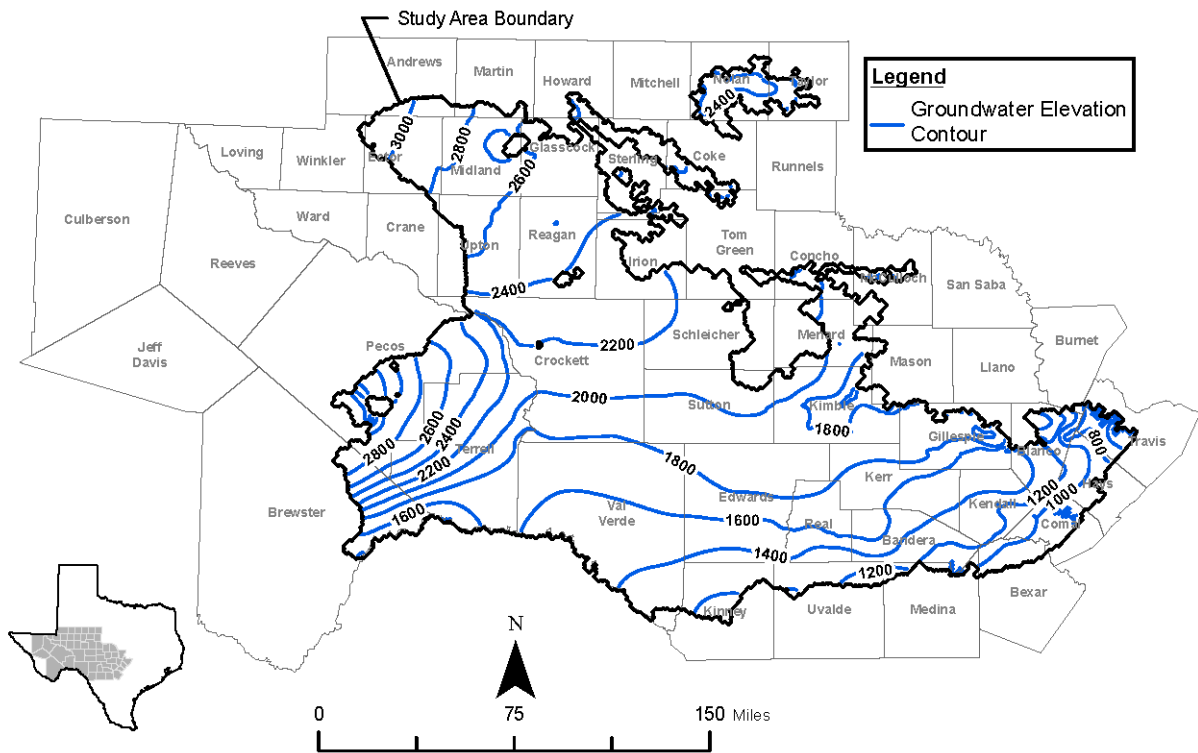 Study Area Boundary
Andrews
Martin
Howard
Mitchell
Nolan
Taylor
2400
Legend
Groundwater Elevation
Contour
3000
2800
Loving
Winkler
Ector
Midland
Glasscock
2600
Sterling
Coke
Runnels
Culberson
Ward
Crane
Upton
Reagan
Irion
Tom
Green
Concho
McCulloch
San Saba
Reeves
2400
Jeff
Davis
Pecos
Crockett
2200
Schleicher
Menard
Mason
Llano
Burnet
2000
Sutton
Kimble
1800
2800
2600
2400
2200
Terrell
Gillespie
Blanco
800
Travis
1800
Kerr
Hays
Brewster
1600
Val
Verde
1600
Edwards
Real
Kendall
1200
1000
Comal
Bandera
1400
1200
Kinney
Uvalde
Medina
Bexar
N
0
75
150 Miles